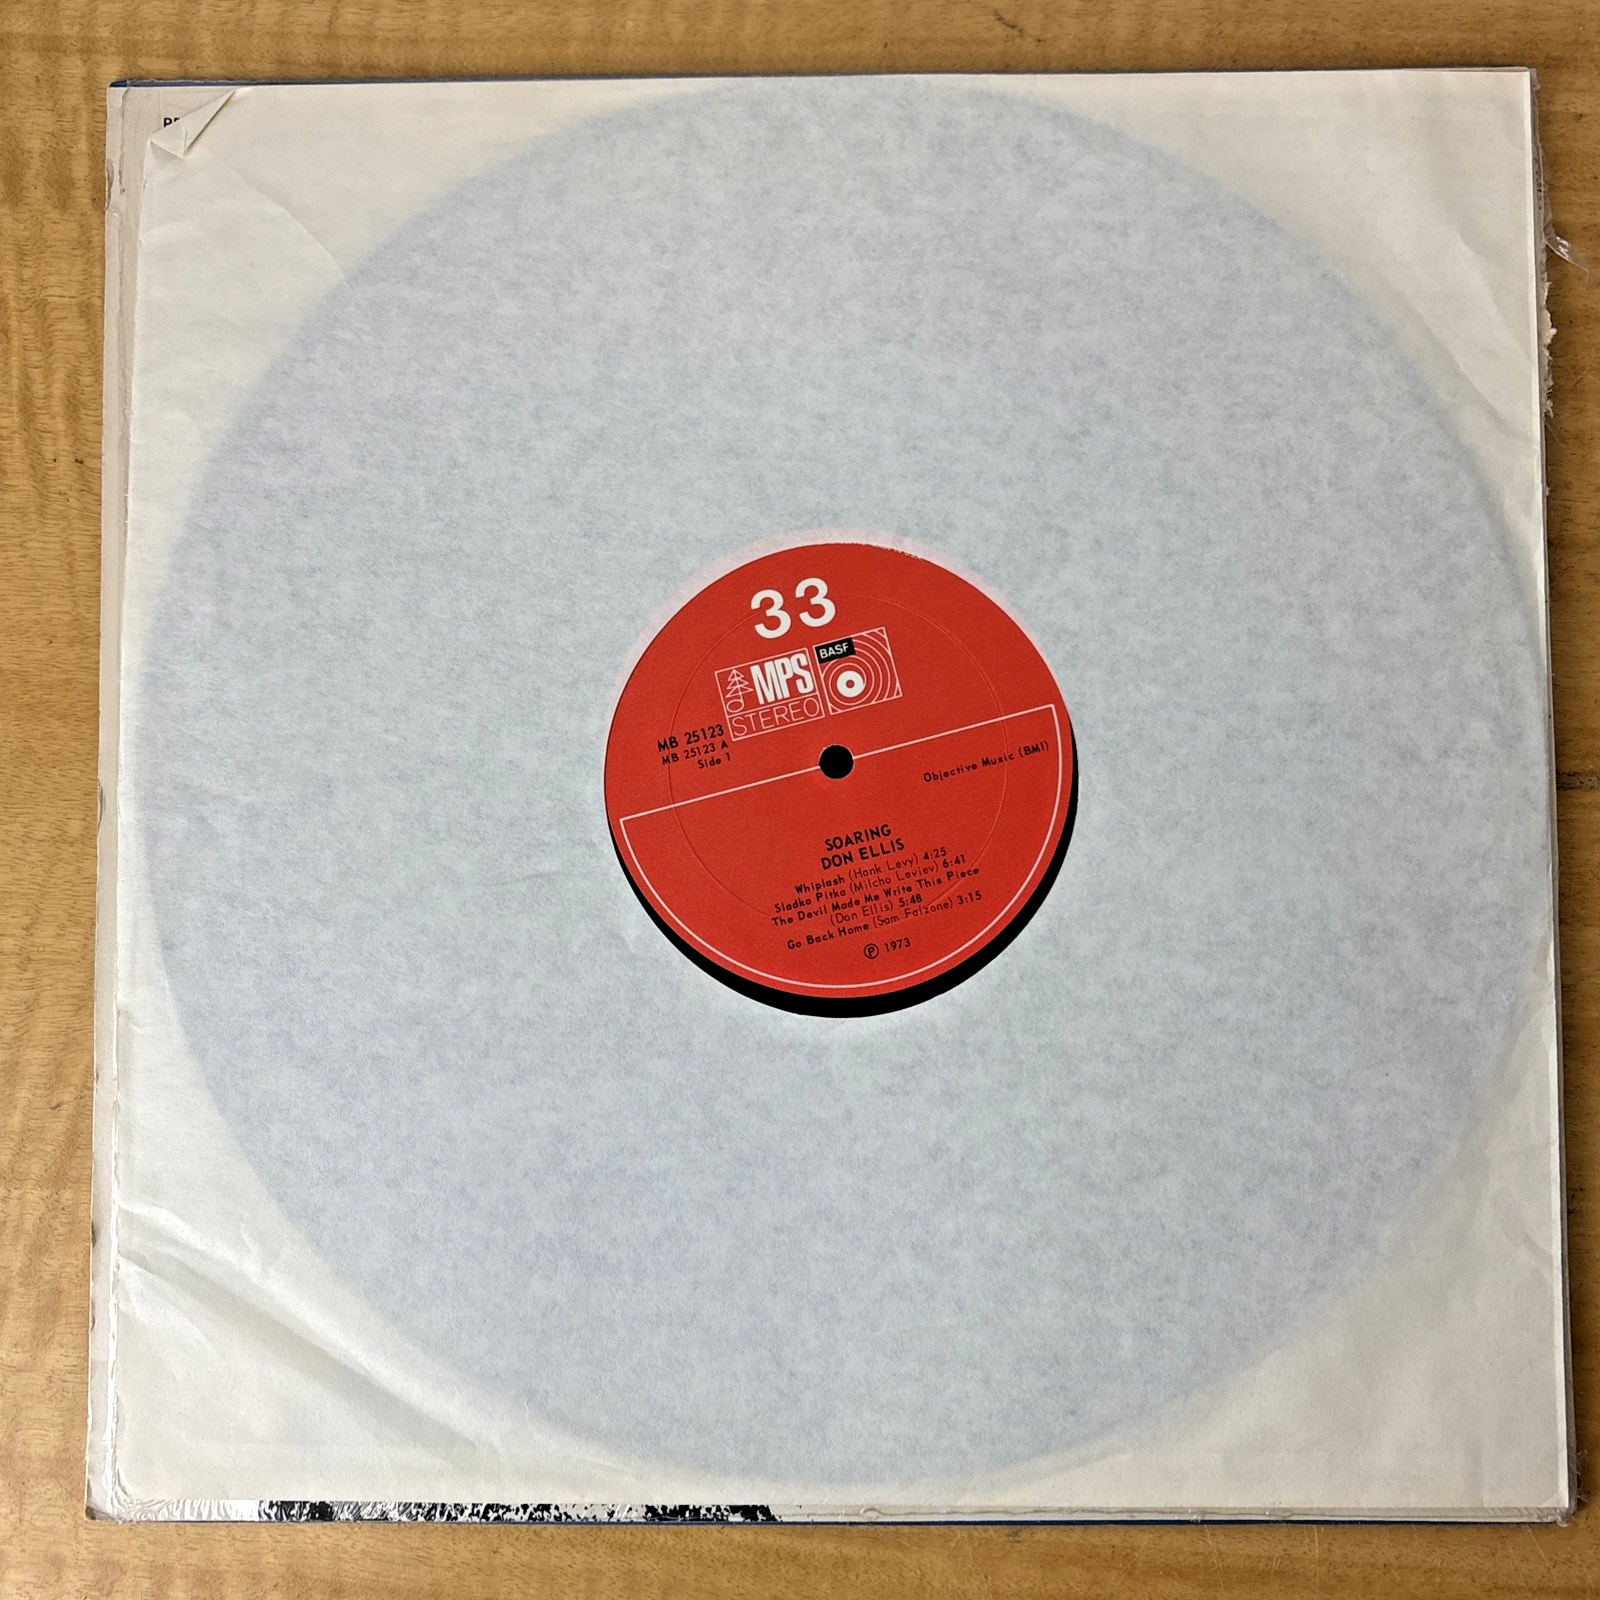 33
MPS
BASF
STEREO
MB 25123
MB 25123 A
Side 1
Objective Music (BMI)
SOARING
DON ELLIS
Whiplash (Hank Levy) 4:25
Sladka Pitka (Milcho Leviev) 6:41
The Devil Made Me Write This Piece
(Don Ellis) 5:48
Go Back Home (Sam Falzone) 3:15
℗ 1973